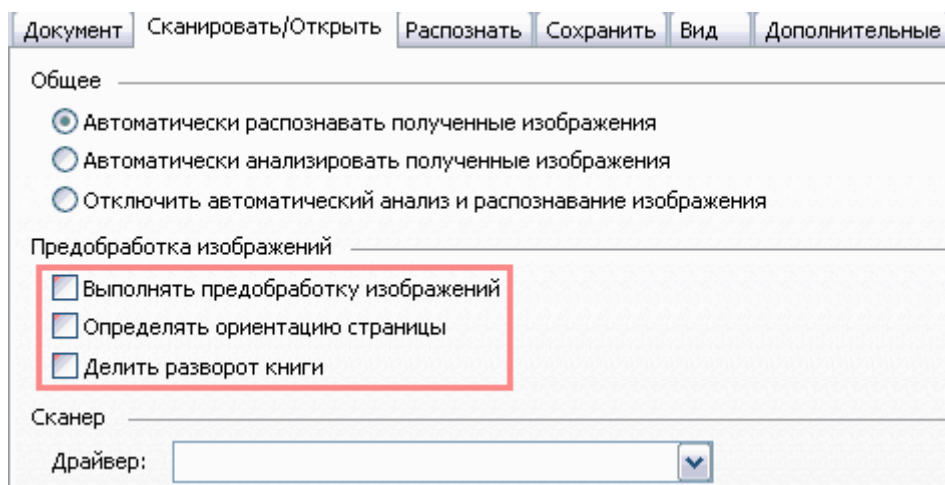 Документ Сканировать/Открыть Распознать Сохранить Вид Дополнительные
Общее
Автоматически распознавать полученные изображения
Автоматически анализировать полученные изображения
Отключить автоматический анализ и распознавание изображения
Предобработка изображений
Выполнять предобработку изображений
Определять ориентацию страницы
Делить разворот книги
Сканер
Драйвер: